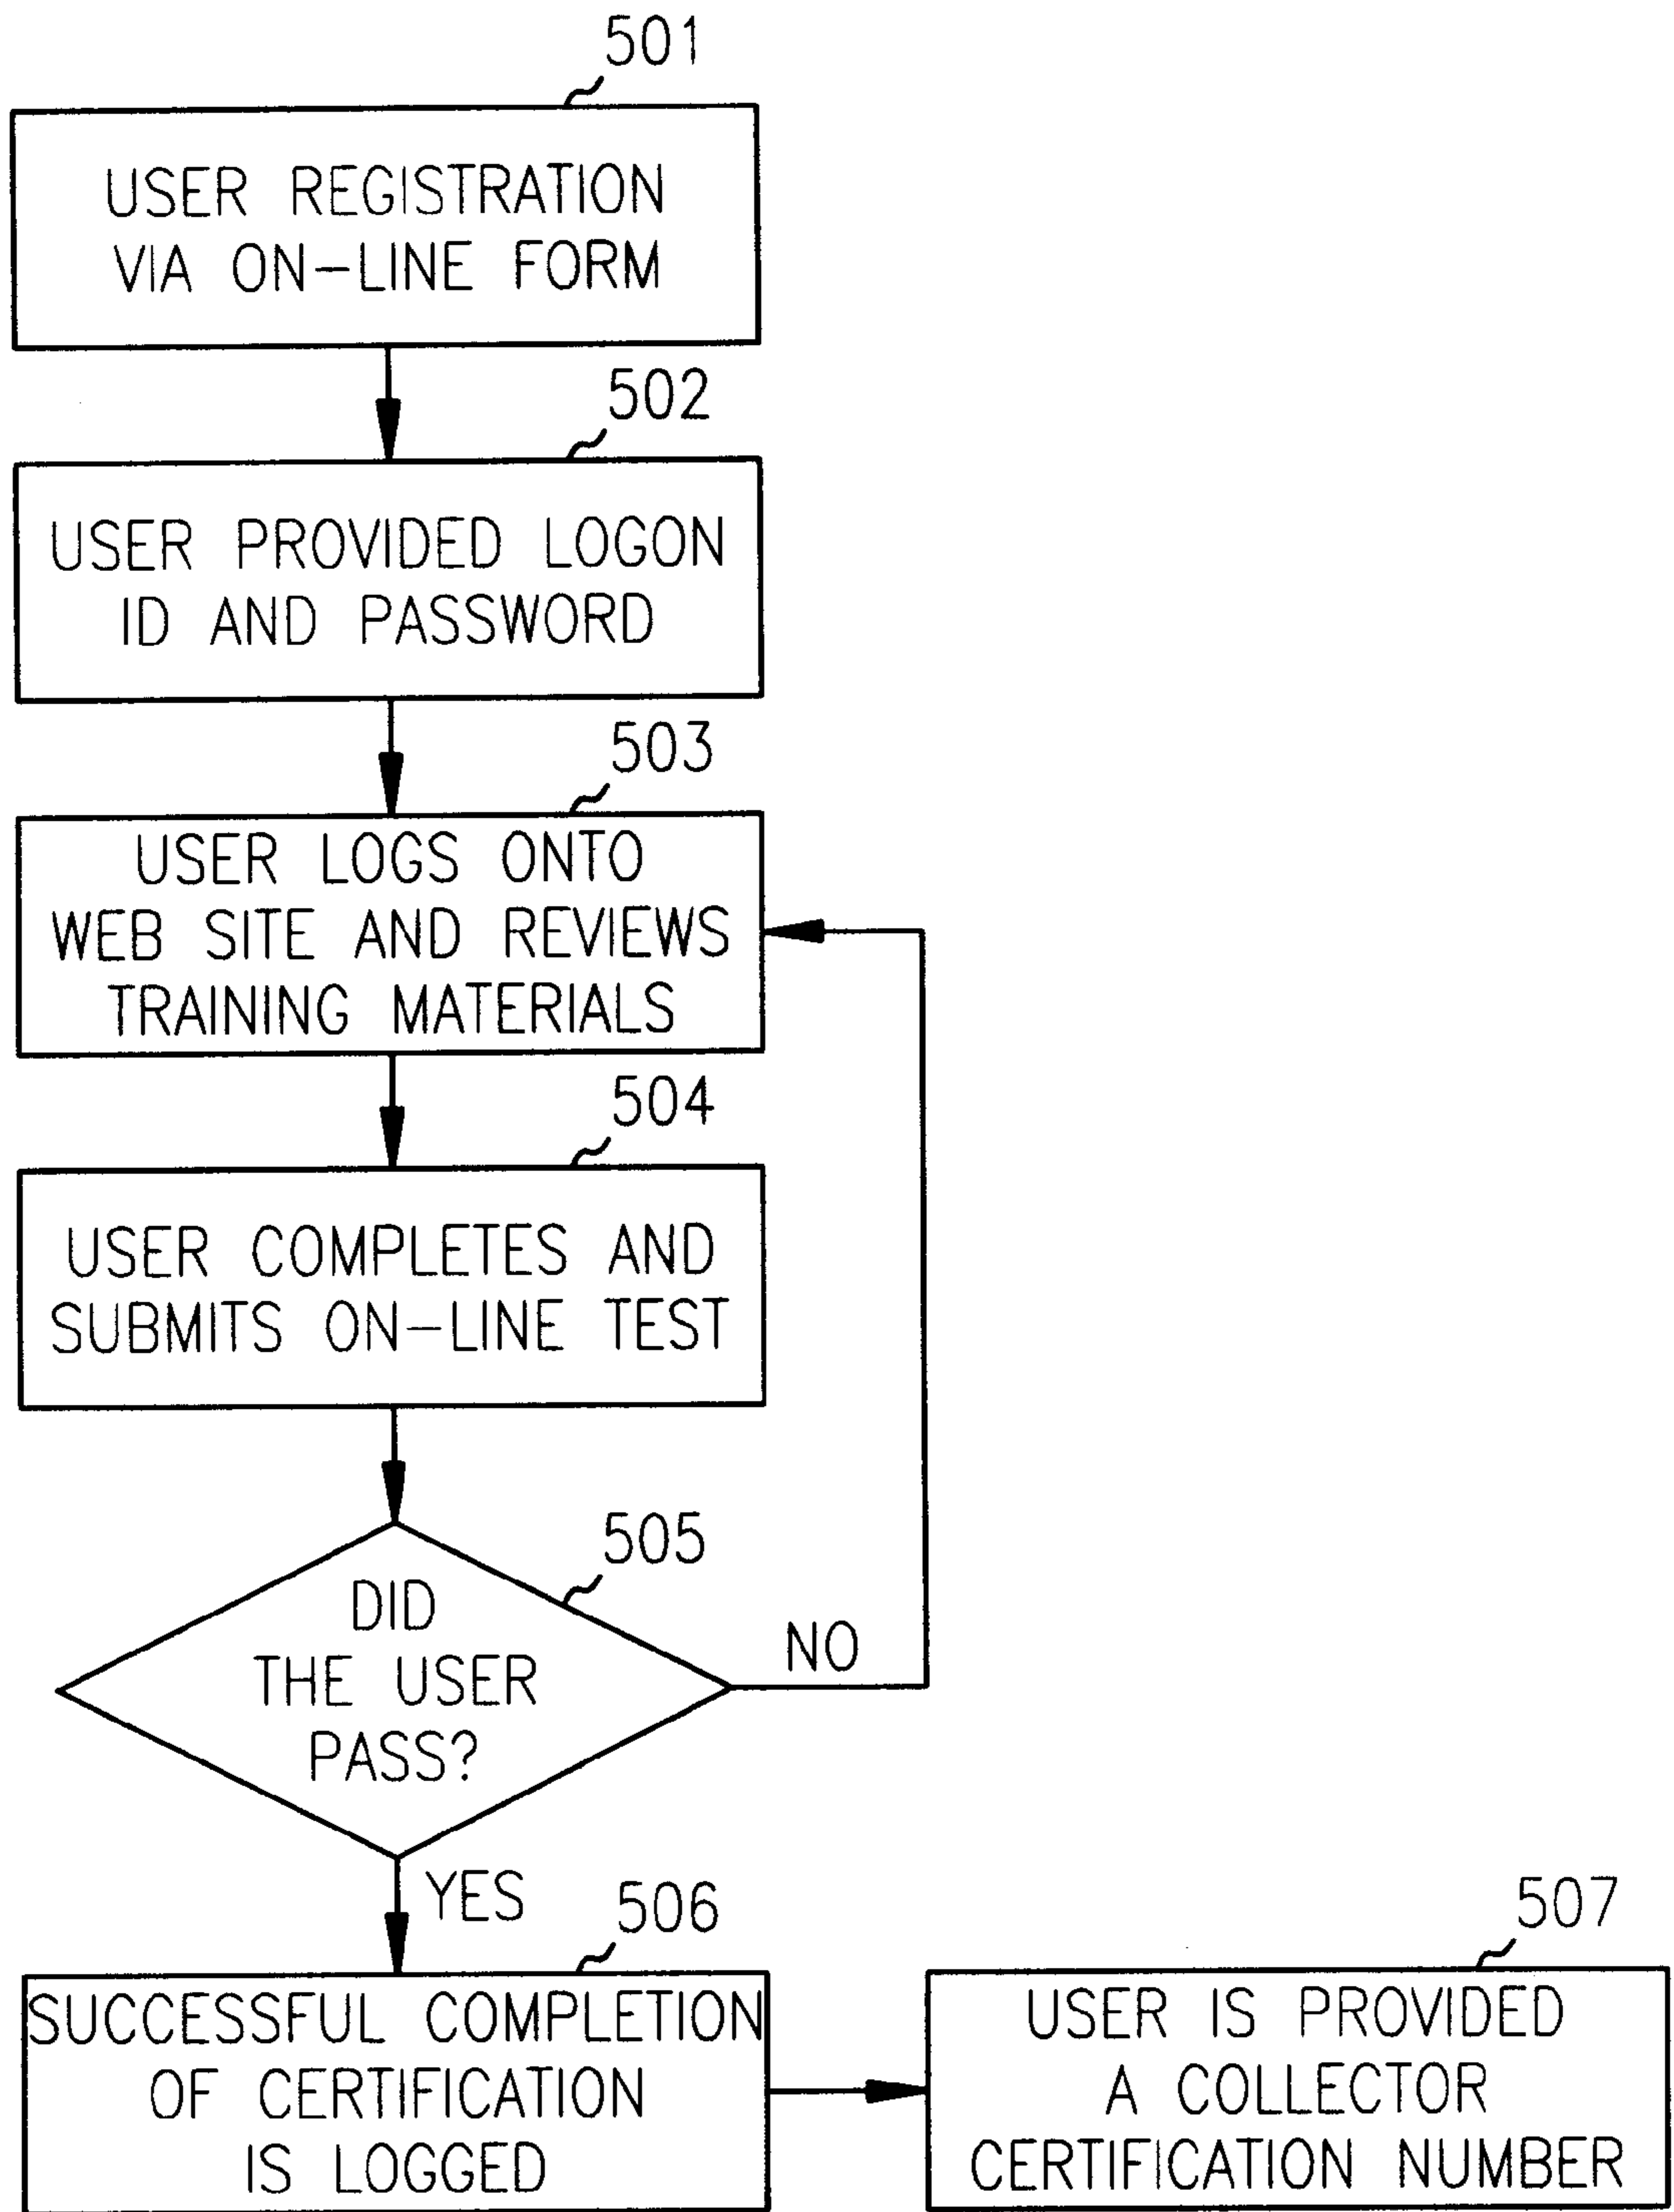 501
USER REGISTRATION
VIA ON-LINE FORM
502
USER PROVIDED LOGON
ID AND PASSWORD
503
USER LOGS ONTO
WEB SITE AND REVIEWS
TRAINING MATERIALS
504
USER COMPLETES AND
SUBMITS ON-LINE TEST
505
DID
THE USER
PASS?
NO
YES
506
SUCCESSFUL COMPLETION
OF CERTIFICATION
IS LOGGED
507
USER IS PROVIDED
A COLLECTOR
CERTIFICATION NUMBER